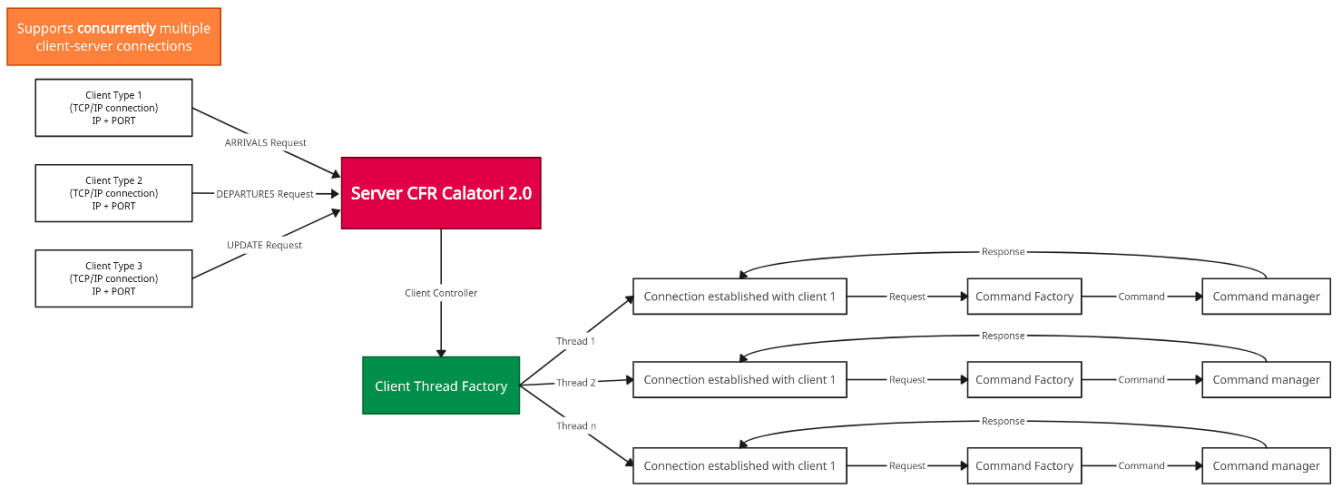 Supports concurrently multiple
client-server connections
Client Type 1
(TCP/IP connection)
IP + PORT
ARRIVALS Request
Client Type 2
(TCP/IP connection)
IP + PORT
DEPARTURES Request
Server CFR Calatori 2.0
Client Type 3
(TCP/IP connection)
IP + PORT
UPDATE Request
Client Controller
Client Thread Factory
Thread 1
Thread 2
Thread n
Response
Connection established with client 1
Request
Command Factory
Command
Command manager
Response
Connection established with client 1
Request
Command Factory
Command
Command manager
Response
Connection established with client 1
Request
Command Factory
Command
Command manager